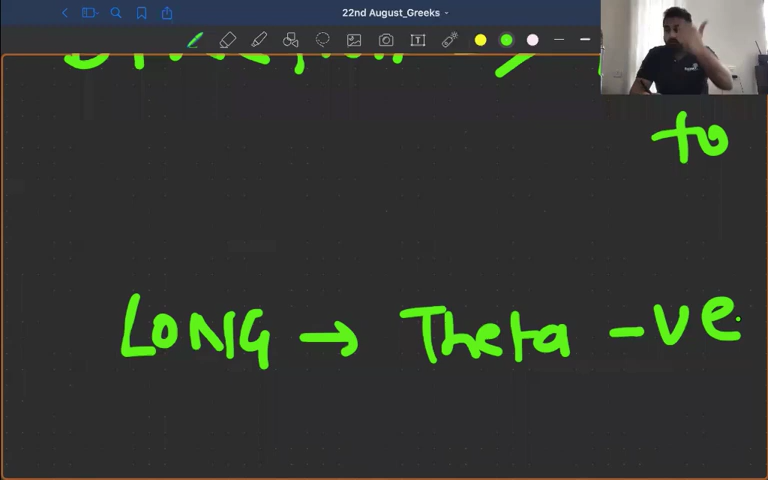 22nd August_Greeks
to
LONG → Theta -ve